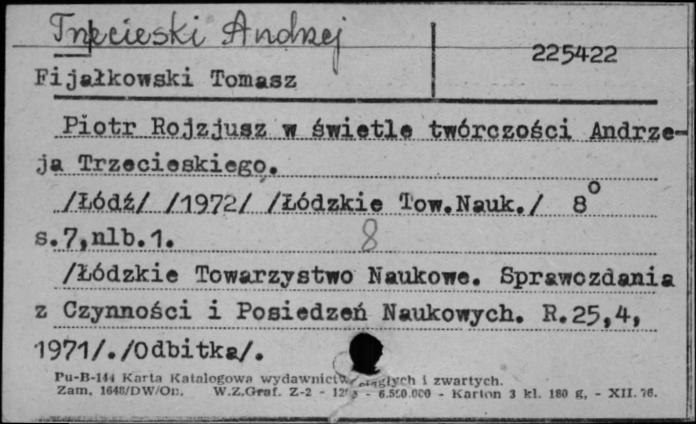 Trzecieski Andrzej
225422
Fijałkowski Tomasz
Piotr Rojzjusz w świetle twórczości Andrze-
ja Trzecieskiego.
/Łódź/ /1972/ /Łódzkie Tow.Nauk./ 8°
s.7,nlb.1. 8
/Łódzkie Towarzystwo Naukowe. Sprawozdania
z Czynności i Posiedzeń Naukowych. R.25,4,
1971/./Odbitka/.
Pu-B-144 Karta Katalogowa wydawnictw ciągłych i zwartych.
Zam. 1648/DW/On. W.Z.Graf. Z-2 - - 6.500.000 - Karton 3 kl. 180 g, - XII. 76.